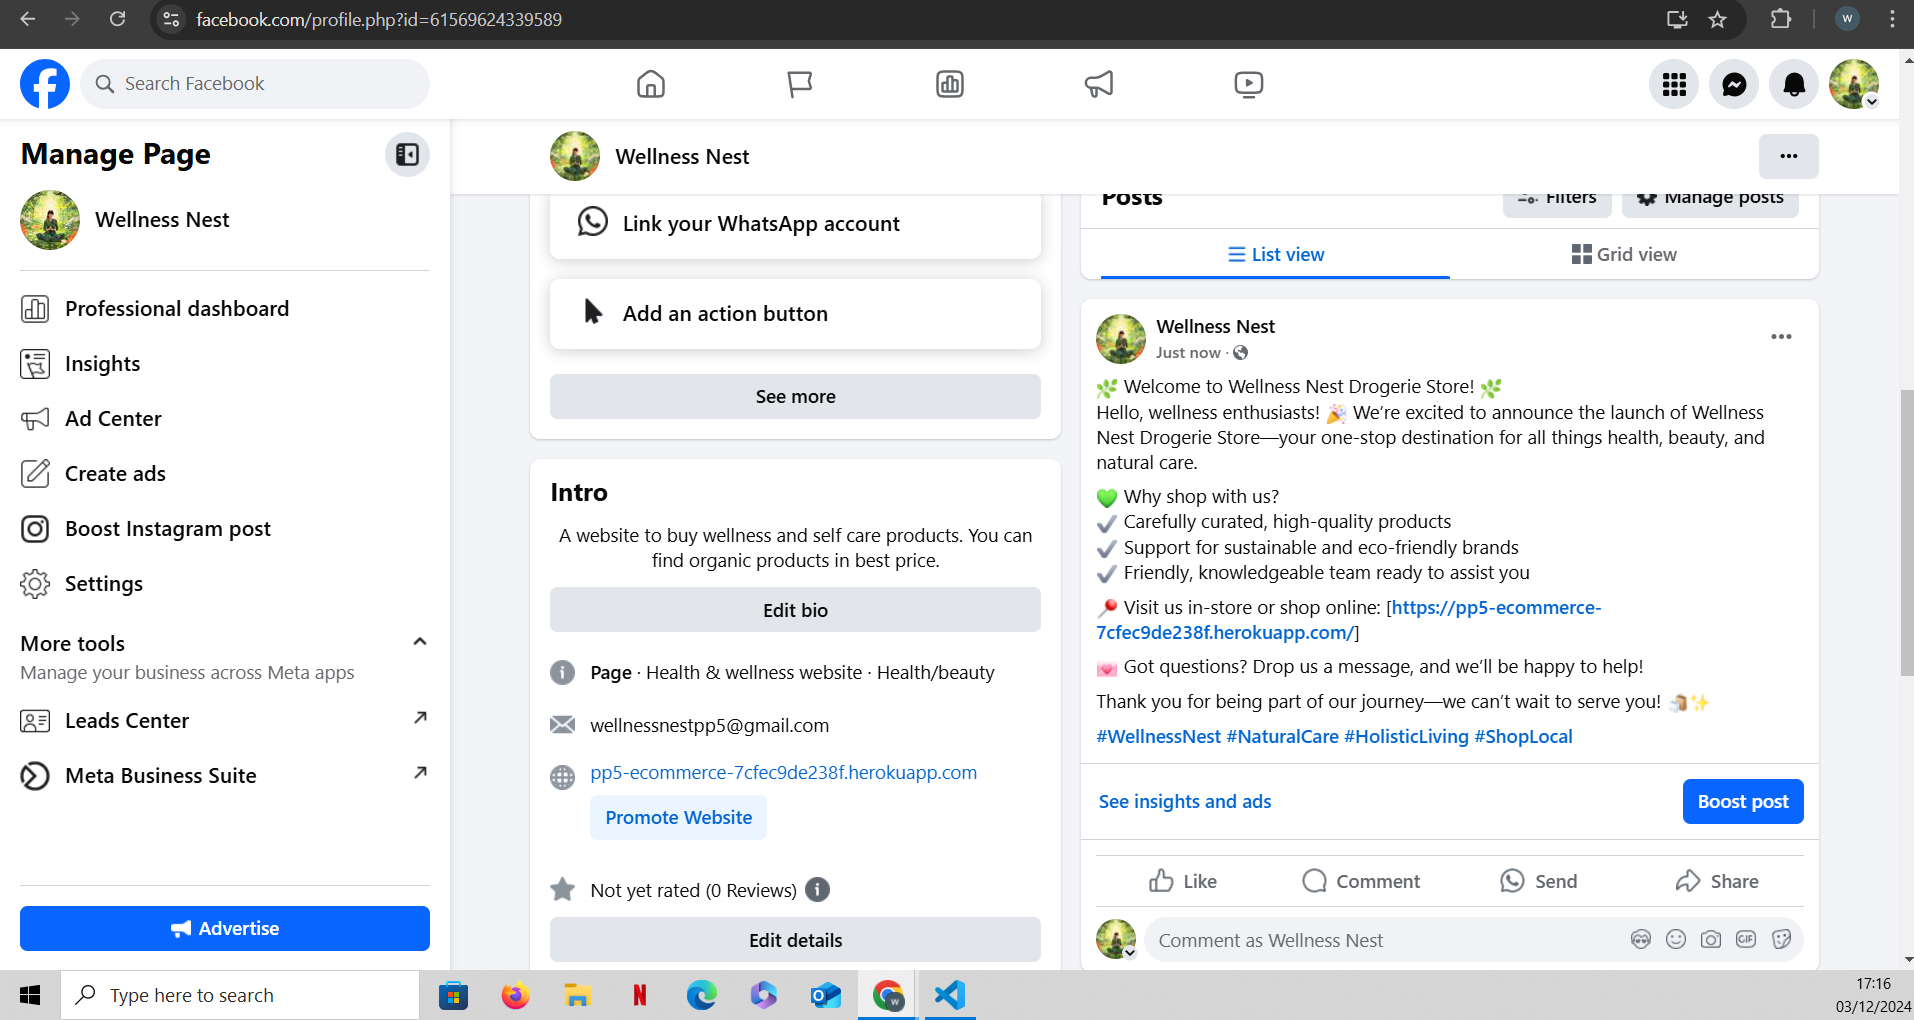 facebook.com/profile.php?id=61569624339589
W
Search Facebook
Manage Page
Wellness Nest
Professional dashboard
Insights
Ad Center
Create ads
Boost Instagram post
Settings
More tools
Manage your business across Meta apps
Leads Center
Meta Business Suite
Advertise
Wellness Nest
Link your WhatsApp account
Add an action button
See more
Intro
A website to buy wellness and self care products. You can
find organic products in best price.
Edit bio
Page · Health & wellness website · Health/beauty
wellnessnestpp5@gmail.com
pp5-ecommerce-7cfec9de238f.herokuapp.com
Promote Website
Not yet rated (0 Reviews)
Edit details
Posts
Filters
Manage posts
List view
Grid view
Wellness Nest
Just now ·
🌿 Welcome to Wellness Nest Drogerie Store! 🌿
Hello, wellness enthusiasts! 🎉 We’re excited to announce the launch of Wellness
Nest Drogerie Store—your one-stop destination for all things health, beauty, and
natural care.
💚 Why shop with us?
✔️ Carefully curated, high-quality products
✔️ Support for sustainable and eco-friendly brands
✔️ Friendly, knowledgeable team ready to assist you
📍 Visit us in-store or shop online: [https://pp5-ecommerce-
7cfec9de238f.herokuapp.com/]
💌 Got questions? Drop us a message, and we’ll be happy to help!
Thank you for being part of our journey—we can’t wait to serve you! 🧴✨
#WellnessNest #NaturalCare #HolisticLiving #ShopLocal
See insights and ads
Boost post
Like
Comment
Send
Share
Comment as Wellness Nest
GIF
Type here to search
17:16
03/12/2024